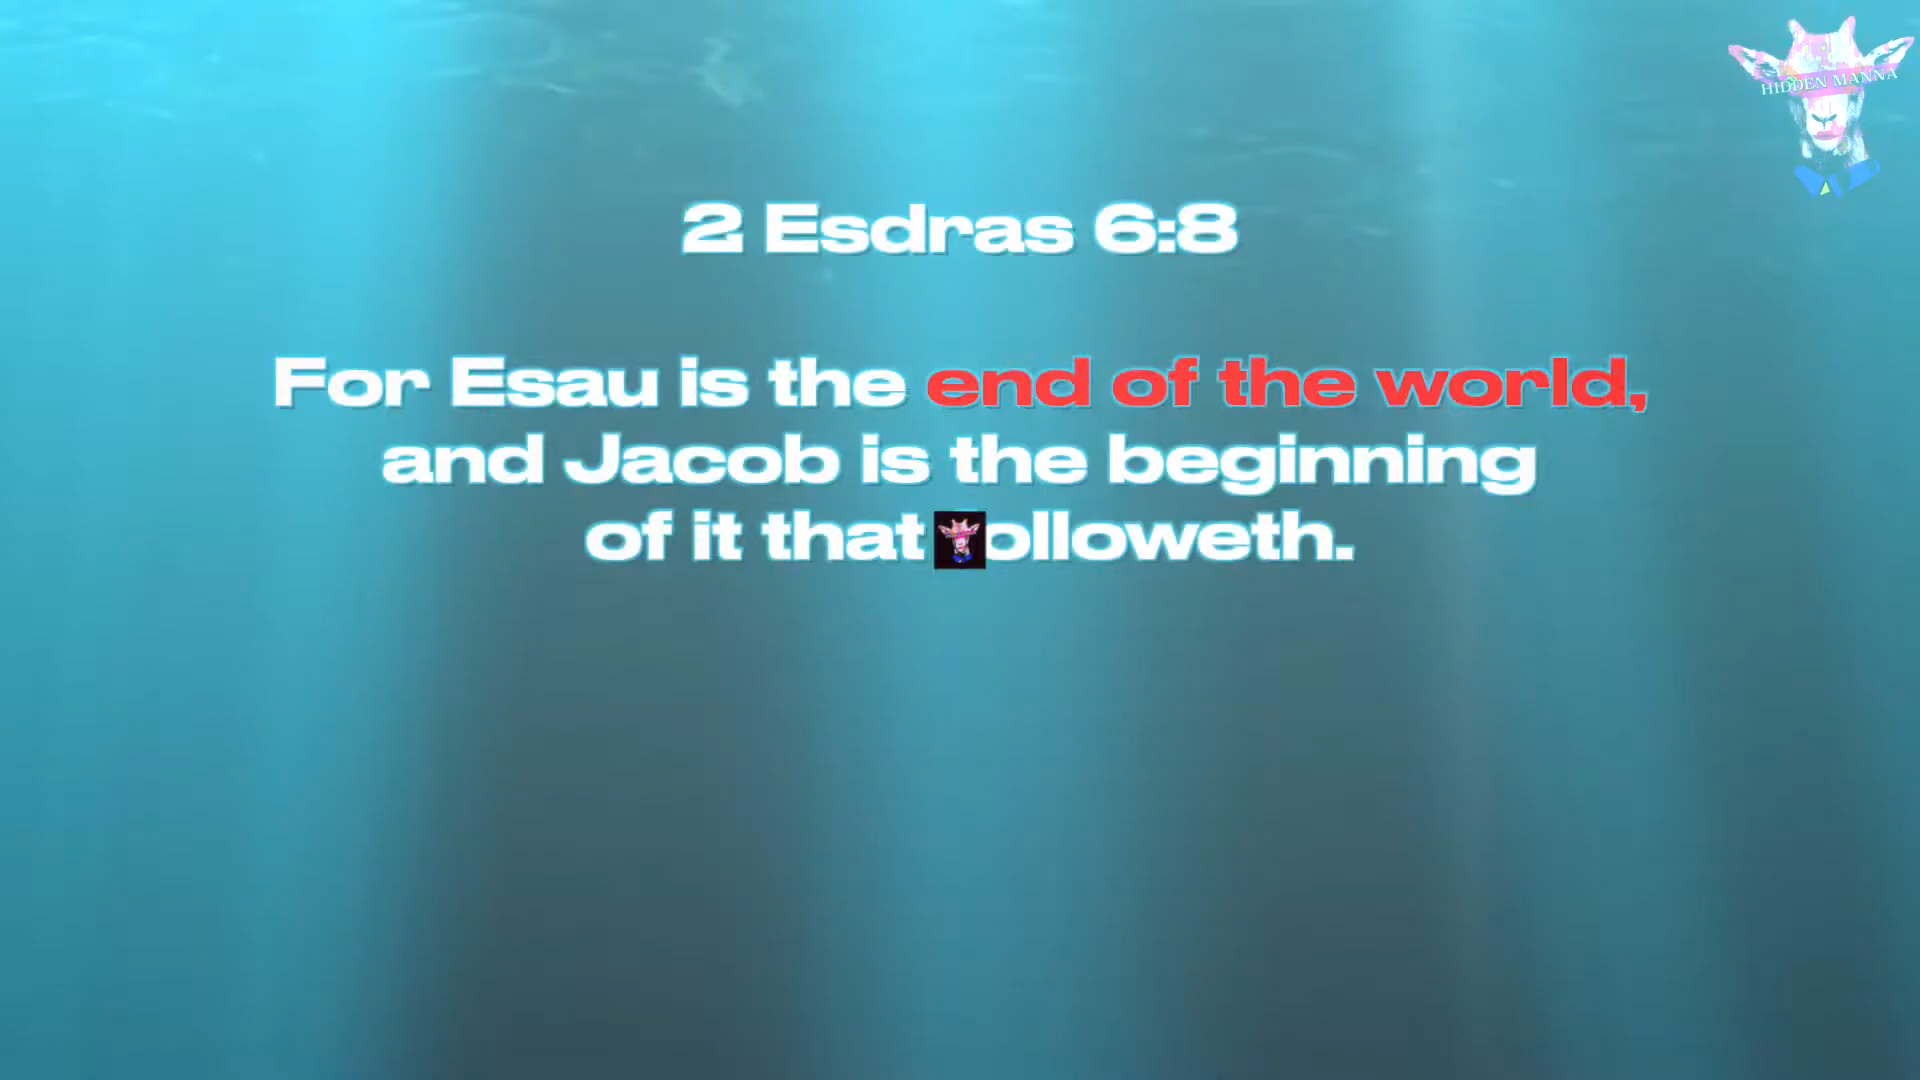 HIDDEN MANNA
2 Esdras 6:8
For Esau is the end of the world,
and Jacob is the beginning
of it that olloweth.